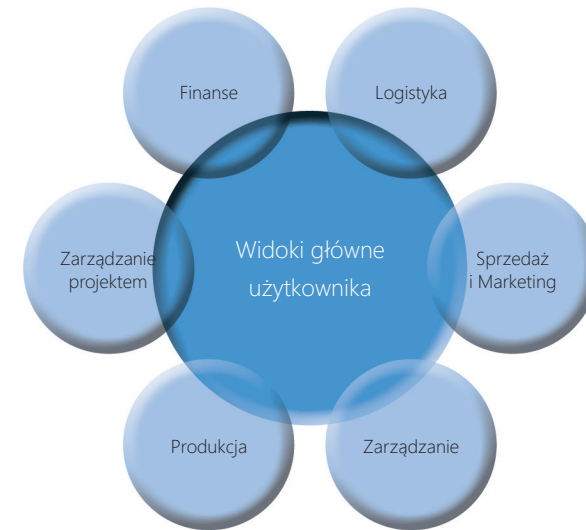 Finanse
Logistyka
Zarządzanie
projektem
Widoki główne
użytkownika
Sprzedaż
i Marketing
Produkcja
Zarządzanie